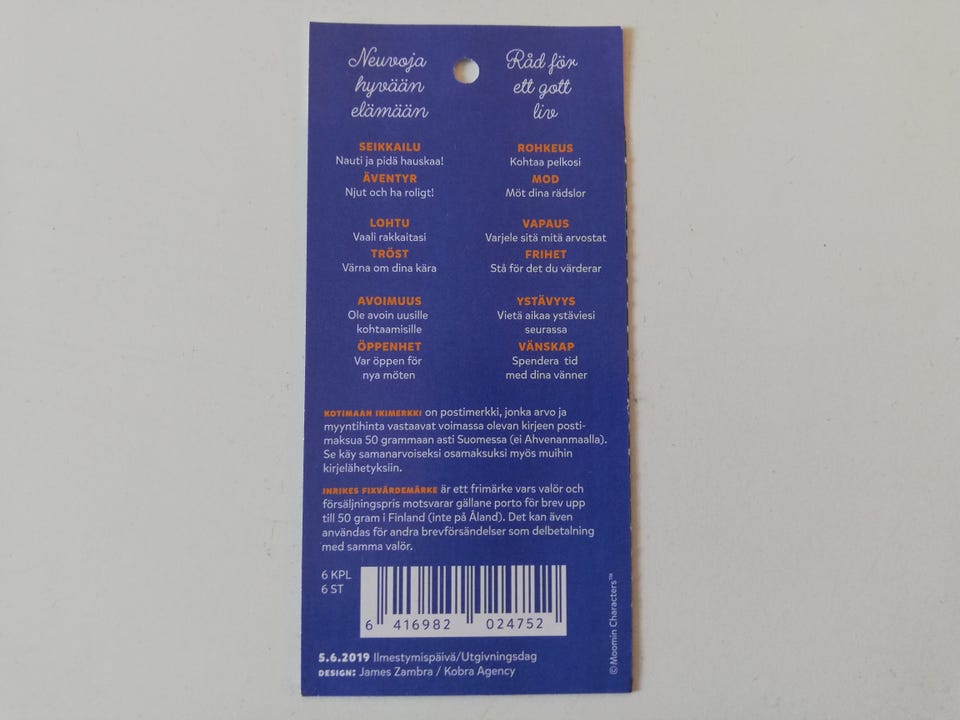 Neuvoja
hyvään
elämään
Råd för
ett gott
liv
SEIKKAILU
Nauti ja pidä hauskaa!
ÄVENTYR
Njut och ha roligt!
ROHKEUS
Kohtaa pelkosi
MOD
Möt dina rädslor
LOHTU
Vaali rakkaitasi
TRÖST
Värna om dina kära
VAPAUS
Varjele sitä mitä arvostat
FRIHET
Stå för det du värderar
AVOIMUUS
Ole avoin uusille
kohtaamisille
ÖPPENHET
Var öppen för
nya möten
YSTÄVYYS
Vietä aikaa ystäviesi
seurassa
VÄNSKAP
Spendera tid
med dina vänner
KOTIMAAN IKIMERKKI on postimerkki, jonka arvo ja
myyntihinta vastaavat voimassa olevan kirjeen posti-
maksua 50 grammaan asti Suomessa (ei Ahvenanmaalla).
Se käy samanarvoiseksi osamaksuksi myös muihin
kirjelähetyksiin.
INRIKES FIXVÄRDEMÄRKE är ett frimärke vars valör och
försäljningspris motsvarar gällane porto för brev upp
till 50 gram i Finland (inte på Åland). Det kan även
användas för andra brevförsändelser som delbetalning
med samma valör.
6 KPL
6 ST
6 416982 024752
5.6.2019 Ilmestymispäivä/Utgivningsdag
DESIGN: James Zambra / Kobra Agency
© Moomin Characters™